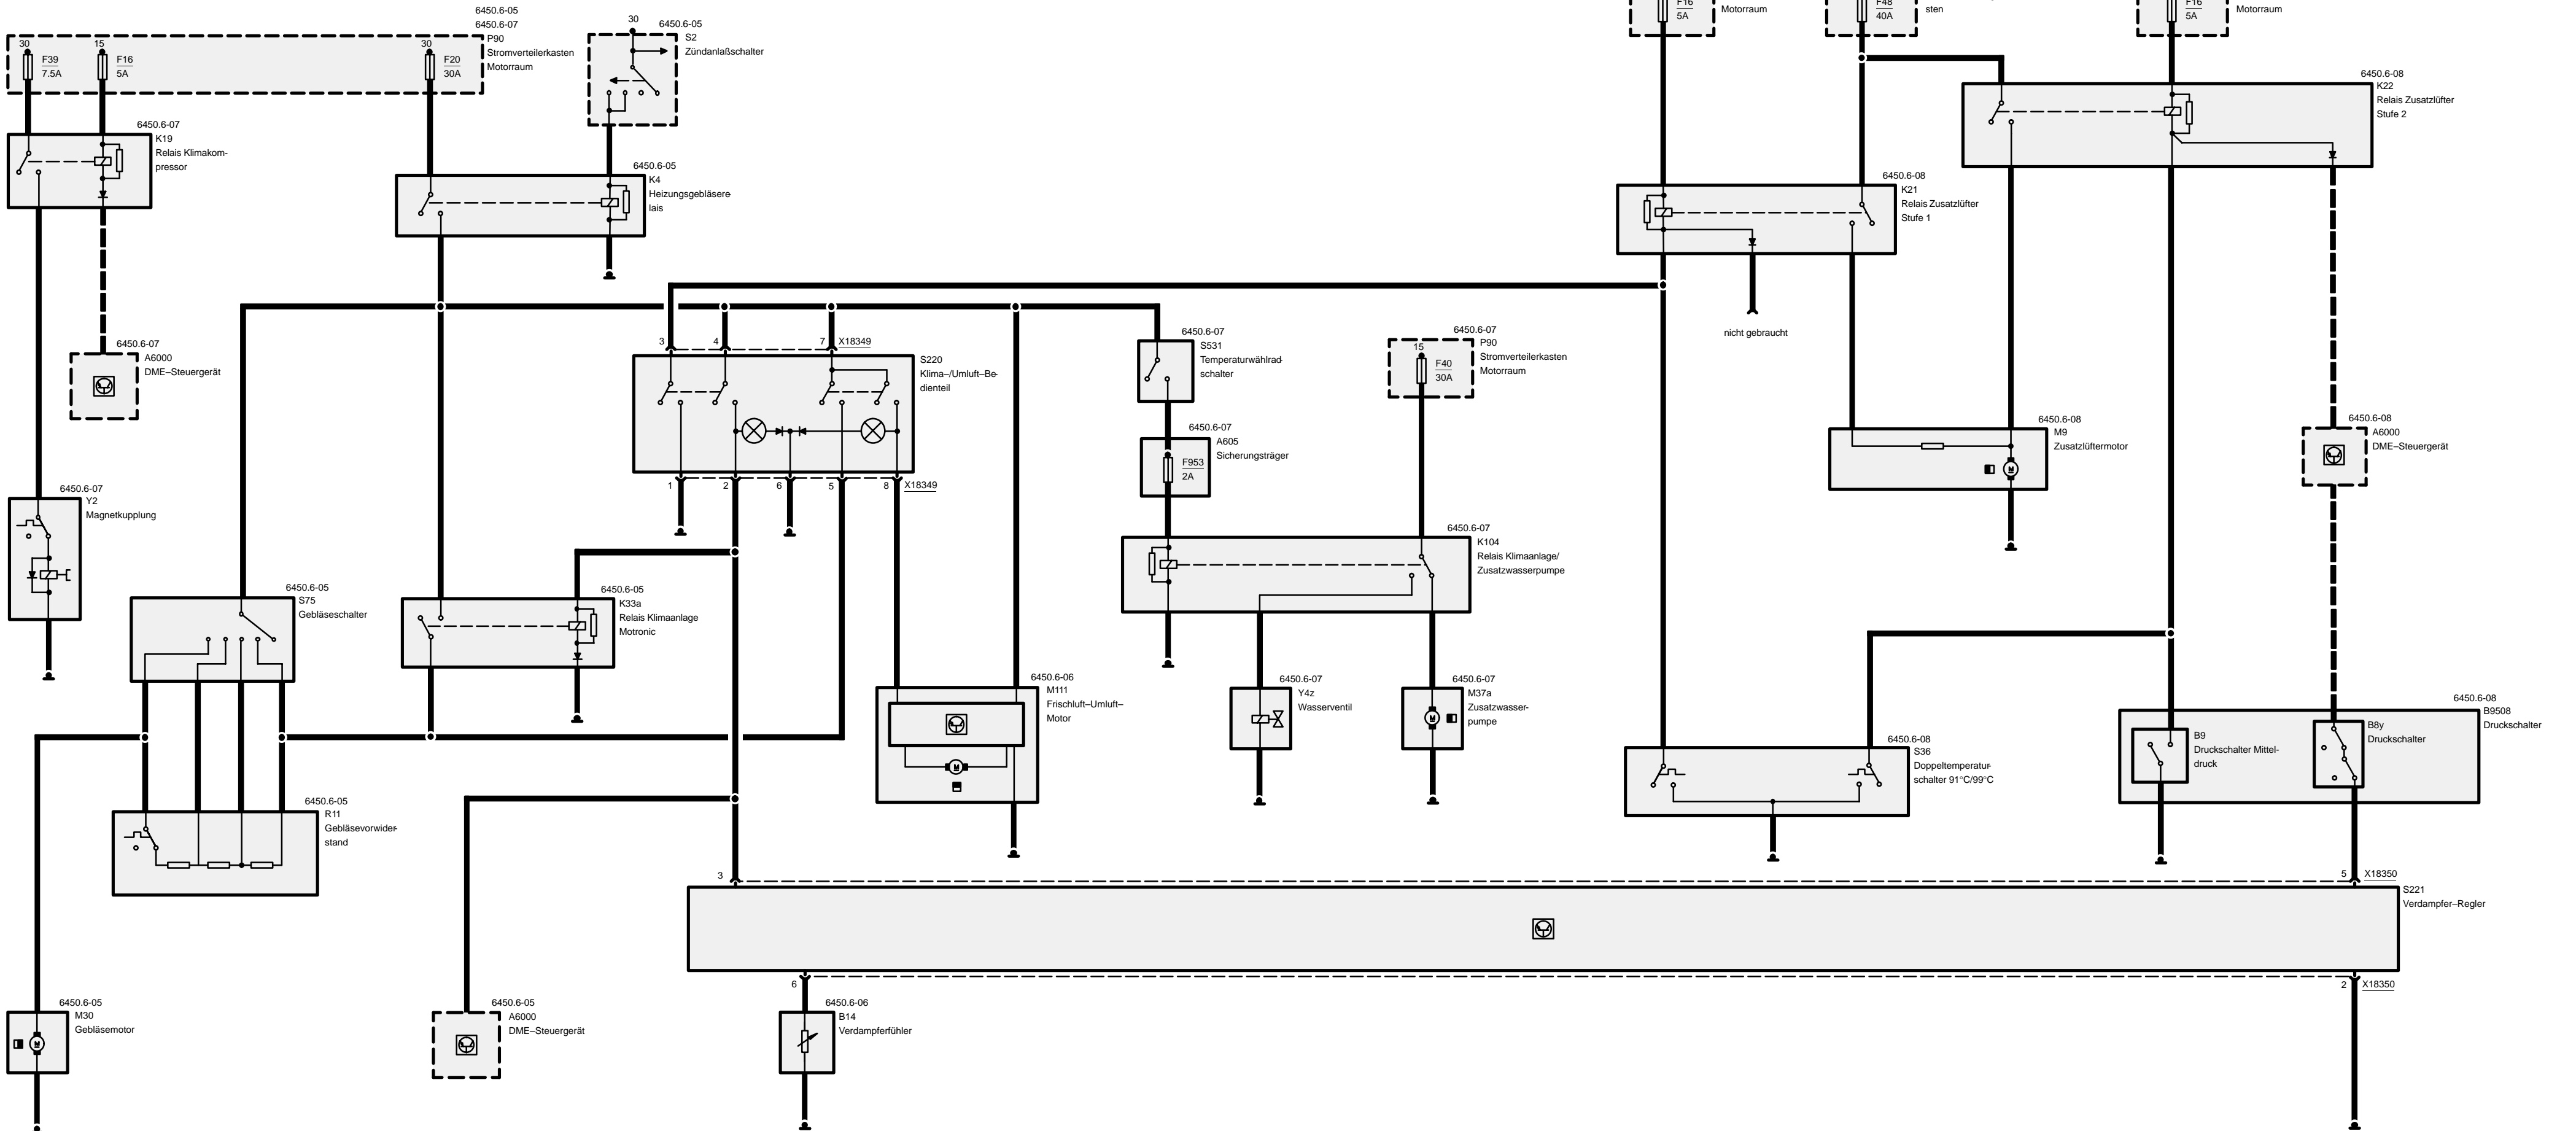 6450.6-05
6450.6-07
P90
Stromverteilerkasten
Motorraum
30
F39
7.5A
15
F16
5A
30
F20
30A
30
6450.6-05
S2
Zündanlaßschalter
F16
5A
Motorraum
F48
40A
sten
F16
5A
Motorraum
6450.6-07
K19
Relais Klimakom-
pressor
6450.6-05
K4
Heizungsgebläsere-
lais
6450.6-08
K22
Relais Zusatzlüfter
Stufe 2
6450.6-08
K21
Relais Zusatzlüfter
Stufe 1
nicht gebraucht
6450.6-07
A6000
DME–Steuergerät
3
4
7
X18349
S220
Klima–/Umluft–Be-
dienteil
1
2
6
5
8
X18349
6450.6-07
S531
Temperaturwählrad-
schalter
6450.6-07
P90
Stromverteilerkasten
Motorraum
15
F40
30A
6450.6-07
A605
Sicherungsträger
F953
2A
6450.6-08
M9
Zusatzlüftermotor
M
6450.6-08
A6000
DME–Steuergerät
6450.6-07
Y2
Magnetkupplung
6450.6-07
K104
Relais Klimaanlage/
Zusatzwasserpumpe
6450.6-05
S75
Gebläseschalter
6450.6-05
K33a
Relais Klimaanlage
Motronic
6450.6-06
M111
Frischluft–Umluft–
Motor
M
6450.6-07
Y4z
Wasserventil
6450.6-07
M37a
Zusatzwasser-
pumpe
M
6450.6-08
S36
Doppeltemperatur-
schalter 91°C/99°C
6450.6-08
B9508
Druckschalter
B9
Druckschalter Mittel-
druck
B8y
Druckschalter
6450.6-05
R11
Gebläsevorwider-
stand
3
5
X18350
S221
Verdampfer–Regler
6
2
X18350
6450.6-05
M30
Gebläsemotor
M
6450.6-05
A6000
DME–Steuergerät
6450.6-06
B14
Verdampferfühler